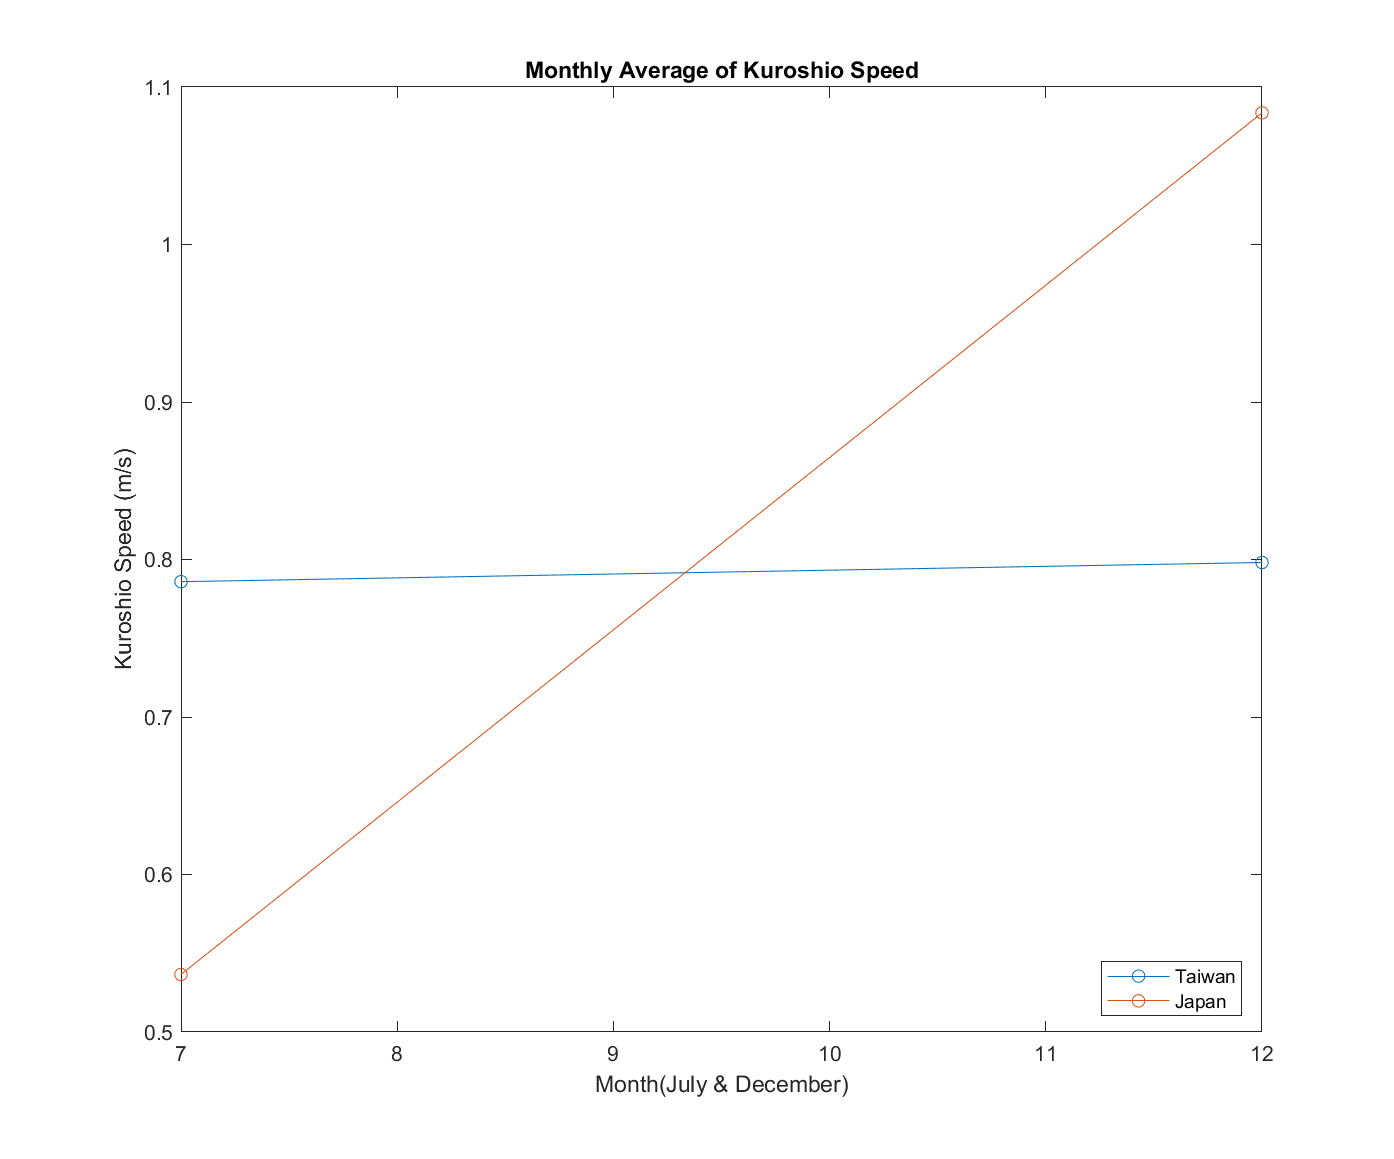 Monthly Average of Kuroshio Speed
1.1
1
0.9
0.8
0.7
0.6
0.5
Kuroshio Speed (m/s)
7 8 9 10 11 12
Month(July & December)
Taiwan
Japan